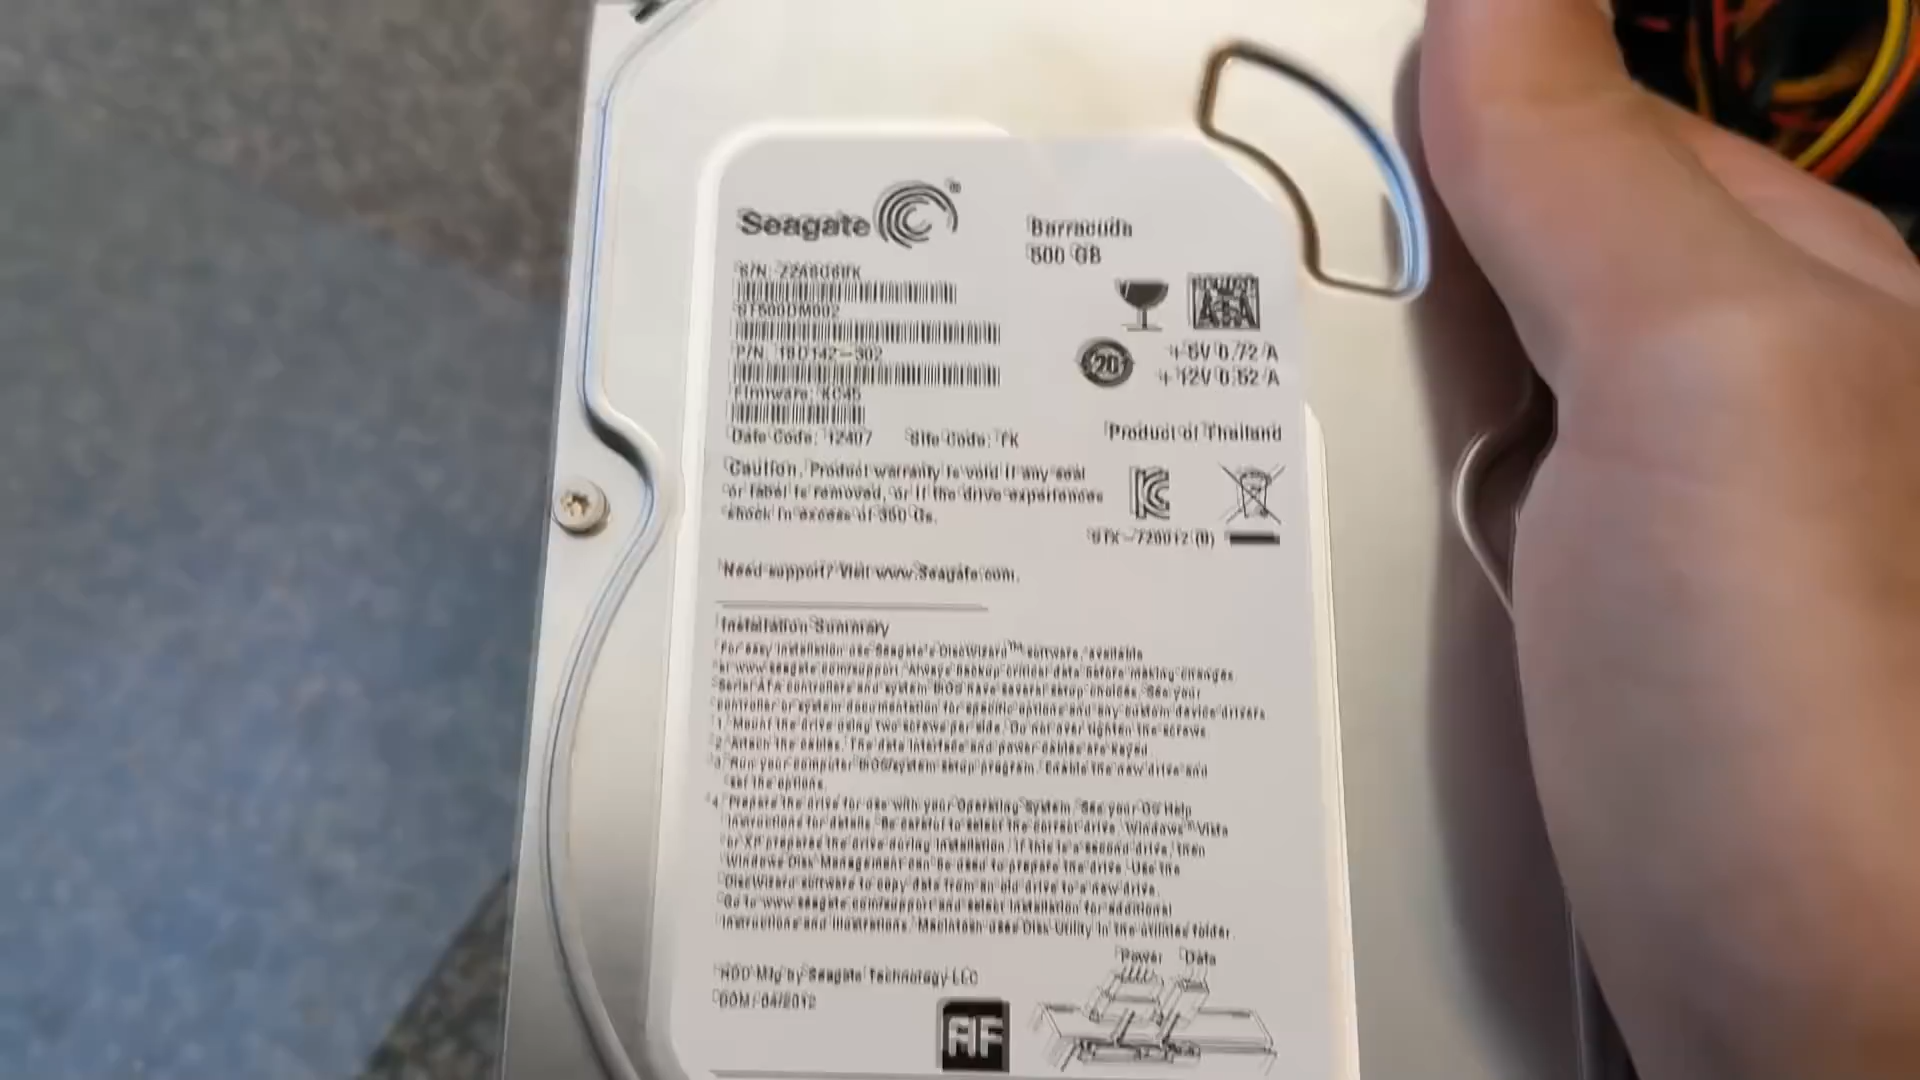 Seagate
Barracuda
500 GB
S/N:
ST500DM002
P/N: 1BD142-302
Firmware: KC45
Date Code: 12407 Site Code: TK
+5V 0.72 A
+12V 0.52 A
20
Product of Thailand
Caution, Product warranty is void if any seal
or label is removed, or if the drive experiences
shock in excess of 350 Gs.
STX-720012 (B)
Need support? Visit www.Seagate.com.
Installation Summary
For easy installation use Seagate's DiscWizard™ software, available
at www.seagate.com/support. Always backup critical data before making changes
Serial ATA controllers and system BIOS have several setup choices. See your
controller or system documentation for specific options and any custom device drivers
1. Mount the drive using two screws per side. Do not over tighten the screws
2. Attach the cables. The data interface and power cables are keyed
3. Run your computer BIOS/system setup program. Enable the new drive and
set the options.
4. Prepare the drive for use with your Operating System. See your OS Help
instructions for details. Be careful to select the correct drive. Windows™ Vista
or XP prepares the drive during installation. If this is a second drive, then
Windows Disk Management can be used to prepare the drive. Use the
DiscWizard software to copy data from an old drive to a new drive.
Go to www.seagate.com/support and select installation for additional
instructions and illustrations. Macintosh uses Disk Utility in the utilities folder.
Power Data
HDD Mfg by Seagate Technology LLC
DOM: 04/2012
AF